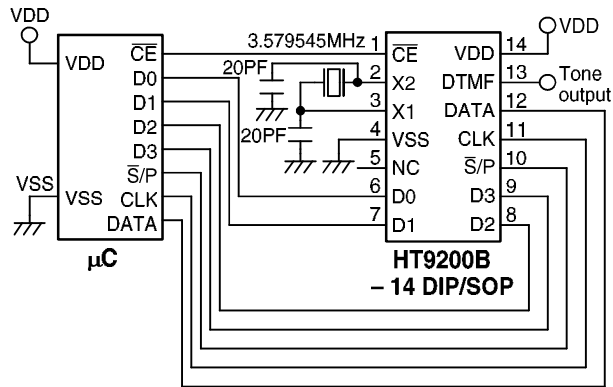 VDD
VDD
VSS
VSS
C̅E̅
D0
D1
D2
D3
S̅/P
CLK
DATA
μC
3.579545MHz
20PF
20PF
1
2
3
4
5
6
7
C̅E̅
X2
X1
VSS
NC
D0
D1
VDD
DTMF
DATA
CLK
S̅/P
D3
D2
14
13
12
11
10
9
8
VDD
Tone
output
HT9200B
– 14 DIP/SOP